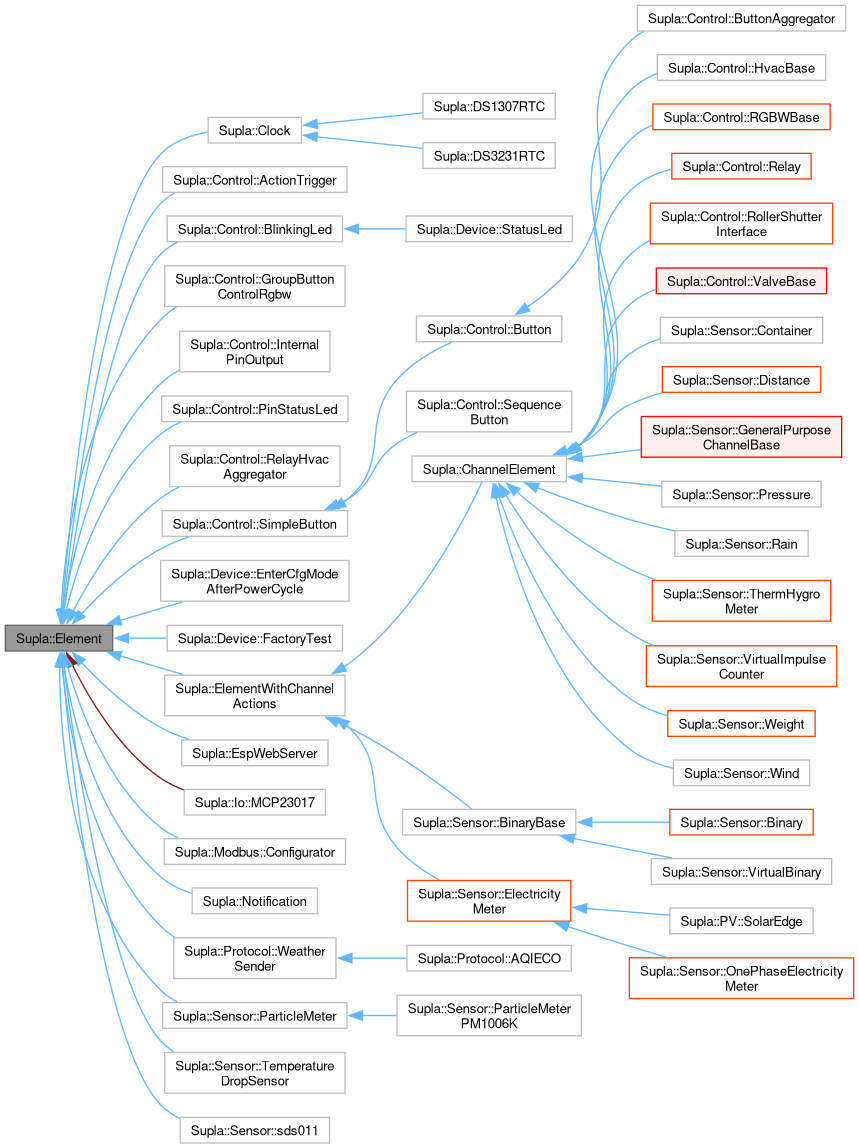 Supla::Element
Supla::Clock
Supla::DS1307RTC
Supla::DS3231RTC
Supla::Control::ActionTrigger
Supla::Control::BlinkingLed
Supla::Device::StatusLed
Supla::Control::GroupButton
ControlRgbw
Supla::Control::Internal
PinOutput
Supla::Control::PinStatusLed
Supla::Control::RelayHvac
Aggregator
Supla::Control::SimpleButton
Supla::Control::Button
Supla::Control::ButtonAggregator
Supla::Control::Sequence
Button
Supla::Device::EnterCfgMode
AfterPowerCycle
Supla::Device::FactoryTest
Supla::ElementWithChannel
Actions
Supla::ChannelElement
Supla::Control::HvacBase
Supla::Control::RGBWBase
Supla::Control::Relay
Supla::Control::RollerShutter
Interface
Supla::Control::ValveBase
Supla::Sensor::Container
Supla::Sensor::Distance
Supla::Sensor::GeneralPurpose
ChannelBase
Supla::Sensor::Pressure
Supla::Sensor::Rain
Supla::Sensor::ThermHygro
Meter
Supla::Sensor::VirtualImpulse
Counter
Supla::Sensor::Weight
Supla::Sensor::Wind
Supla::Sensor::BinaryBase
Supla::Sensor::Binary
Supla::Sensor::VirtualBinary
Supla::Sensor::Electricity
Meter
Supla::PV::SolarEdge
Supla::Sensor::OnePhaseElectricity
Meter
Supla::EspWebServer
Supla::Io::MCP23017
Supla::Modbus::Configurator
Supla::Notification
Supla::Protocol::Weather
Sender
Supla::Protocol::AQIECO
Supla::Sensor::ParticleMeter
Supla::Sensor::ParticleMeter
PM1006K
Supla::Sensor::Temperature
DropSensor
Supla::Sensor::sds011